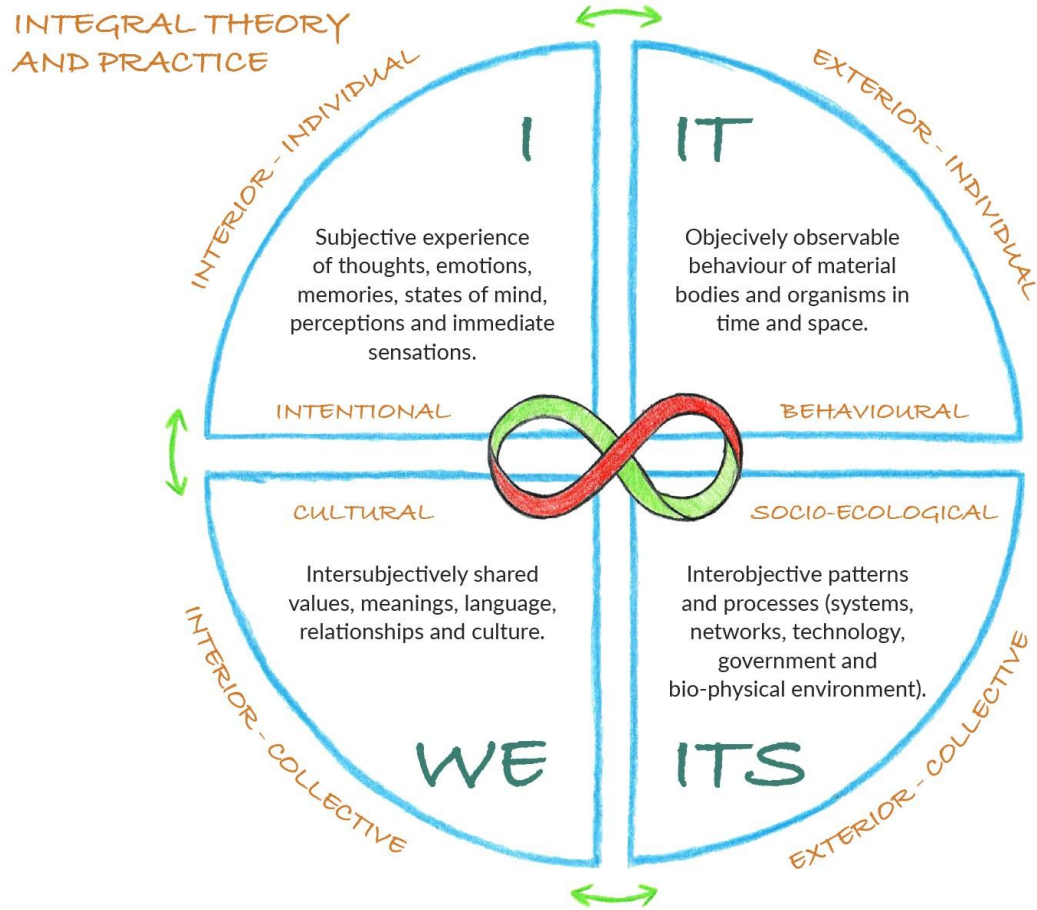 INTEGRAL THEORY
AND PRACTICE
INTERIOR - INDIVIDUAL
I
Subjective experience
of thoughts, emotions,
memories, states of mind,
perceptions and immediate
sensations.
INTENTIONAL
EXTERIOR - INDIVIDUAL
IT
Objecively observable
behaviour of material
bodies and organisms in
time and space.
BEHAVIOURAL
CULTURAL
Intersubjectively shared
values, meanings, language,
relationships and culture.
WE
INTERIOR - COLLECTIVE
SOCIO-ECOLOGICAL
Interobjective patterns
and processes (systems,
networks, technology,
government and
bio-physical environment).
ITS
EXTERIOR - COLLECTIVE